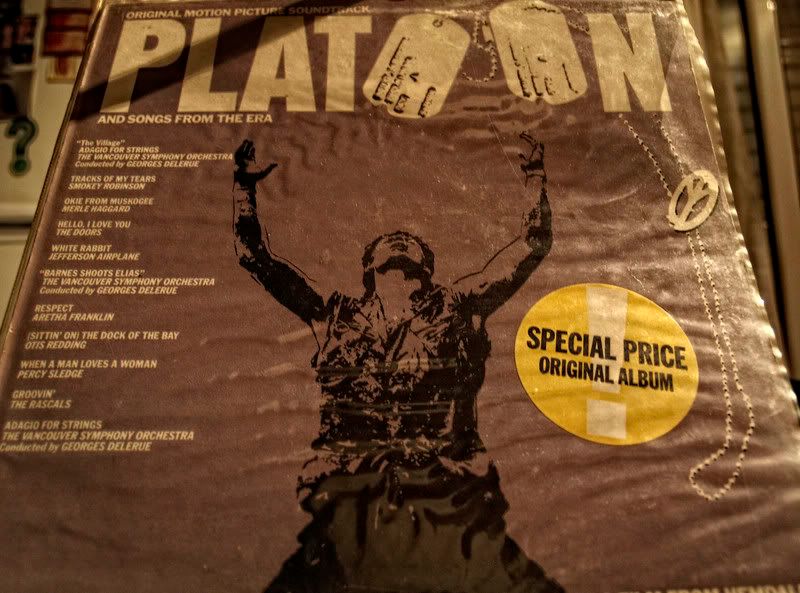 ORIGINAL MOTION PICTURE SOUNDTRACK
PLATOON
AND SONGS FROM THE ERA
"The Village"
ADAGIO FOR STRINGS
THE VANCOUVER SYMPHONY ORCHESTRA
Conducted by GEORGES DELERUE
TRACKS OF MY TEARS
SMOKEY ROBINSON
OKIE FROM MUSKOGEE
MERLE HAGGARD
HELLO, I LOVE YOU
THE DOORS
WHITE RABBIT
JEFFERSON AIRPLANE
"BARNES SHOOTS ELIAS"
THE VANCOUVER SYMPHONY ORCHESTRA
Conducted by GEORGES DELERUE
RESPECT
ARETHA FRANKLIN
(SITTIN' ON) THE DOCK OF THE BAY
OTIS REDDING
WHEN A MAN LOVES A WOMAN
PERCY SLEDGE
GROOVIN'
THE RASCALS
ADAGIO FOR STRINGS
THE VANCOUVER SYMPHONY ORCHESTRA
Conducted by GEORGES DELERUE
!
SPECIAL PRICE
ORIGINAL ALBUM
?